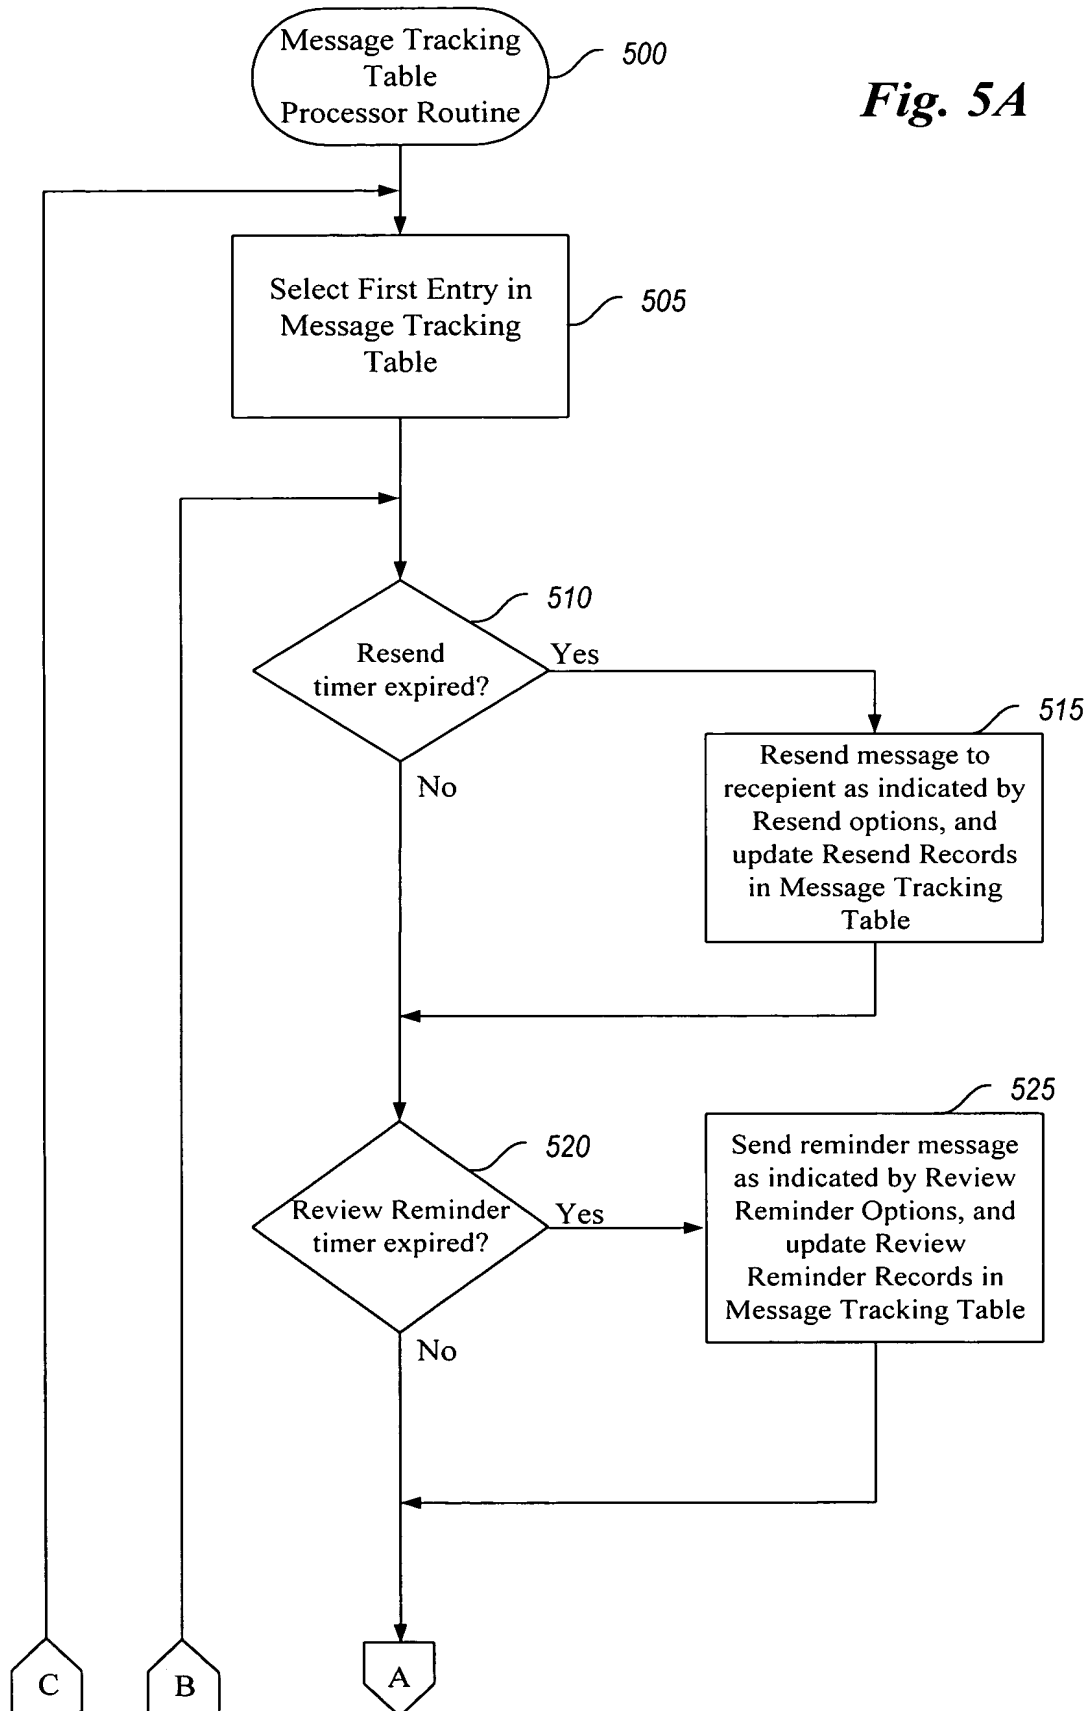 Message Tracking
Table
Processor Routine
500
Fig. 5A
Select First Entry in
Message Tracking
Table
505
510
Resend
timer expired?
Yes
No
515
Resend message to
recepient as indicated by
Resend options, and
update Resend Records
in Message Tracking
Table
520
Review Reminder
timer expired?
Yes
No
525
Send reminder message
as indicated by Review
Reminder Options, and
update Review
Reminder Records in
Message Tracking Table
C
B
A